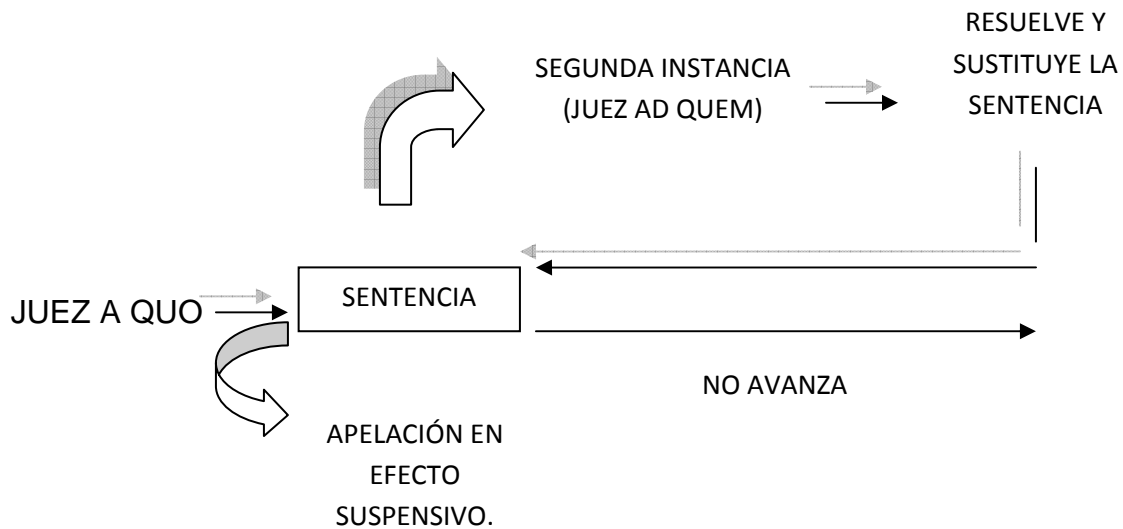 RESUELVE Y
SUSTITUYE LA
SENTENCIA
SEGUNDA INSTANCIA
(JUEZ AD QUEM)
JUEZ A QUO
SENTENCIA
NO AVANZA
APELACIÓN EN
EFECTO
SUSPENSIVO.